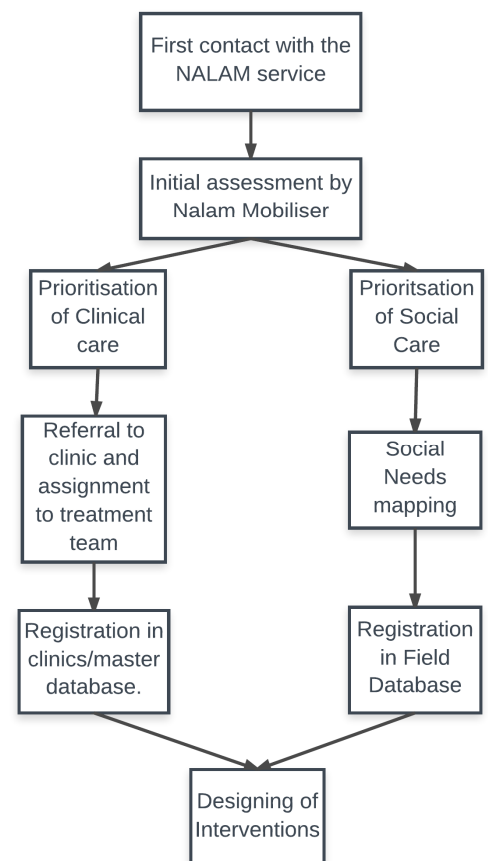 First contact with the
NALAM service
Initial assessment by
Nalam Mobiliser
Prioritisation
of Clinical
care
Prioritsation
of Social
Care
Referral to
clinic and
assignment
to treatment
team
Social
Needs
mapping
Registration in
clinics/master
database.
Registration
in Field
Database
Designing of
Interventions